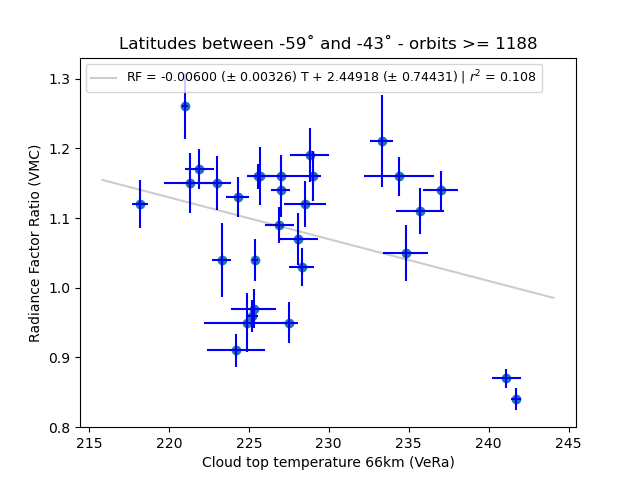 Latitudes between -59˚ and -43˚ - orbits >= 1188
RF = -0.00600 (± 0.00326) T + 2.44918 (± 0.74431) | r² = 0.108
Radiance Factor Ratio (VMC)
1.3
1.2
1.1
1.0
0.9
0.8
215 220 225 230 235 240 245
Cloud top temperature 66km (VeRa)